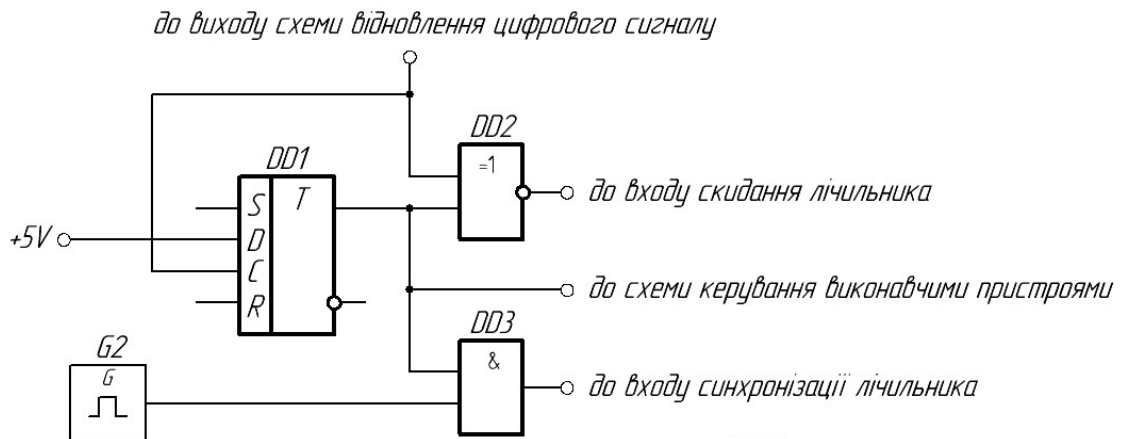 до виходу схеми відновлення цифрового сигналу
DD2
=1
DD1
до входу скидання лічильника
S T
+5V D
C
до схеми керування виконавчими пристроями
R
DD3
G2
&
G
до входу синхронізації лічильника